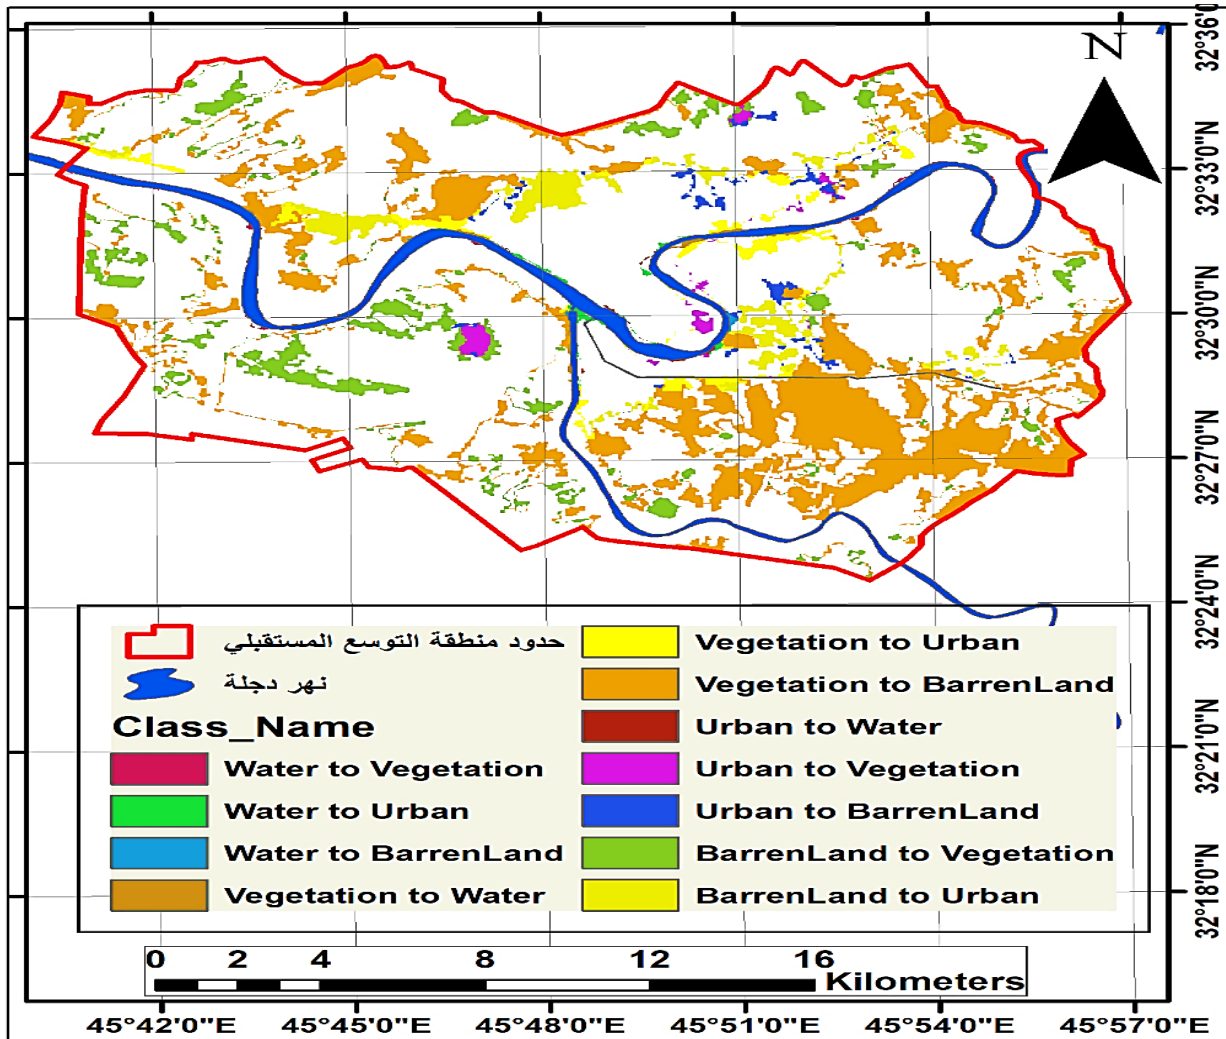 N
32°36'0
32°33'0"N
32°30'0"N
32°27'0"N
32°24'0"N
32°21'0"N
32°18'0"N
حدود منطقة التوسع المستقبلي
نهر دجلة
Class_Name
Water to Vegetation
Water to Urban
Water to BarrenLand
Vegetation to Water
Vegetation to Urban
Vegetation to BarrenLand
Urban to Water
Urban to Vegetation
Urban to BarrenLand
BarrenLand to Vegetation
BarrenLand to Urban
0 2 4 8 12 16
Kilometers
45°42'0"E 45°45'0"E 45°48'0"E 45°51'0"E 45°54'0"E 45°57'0"E